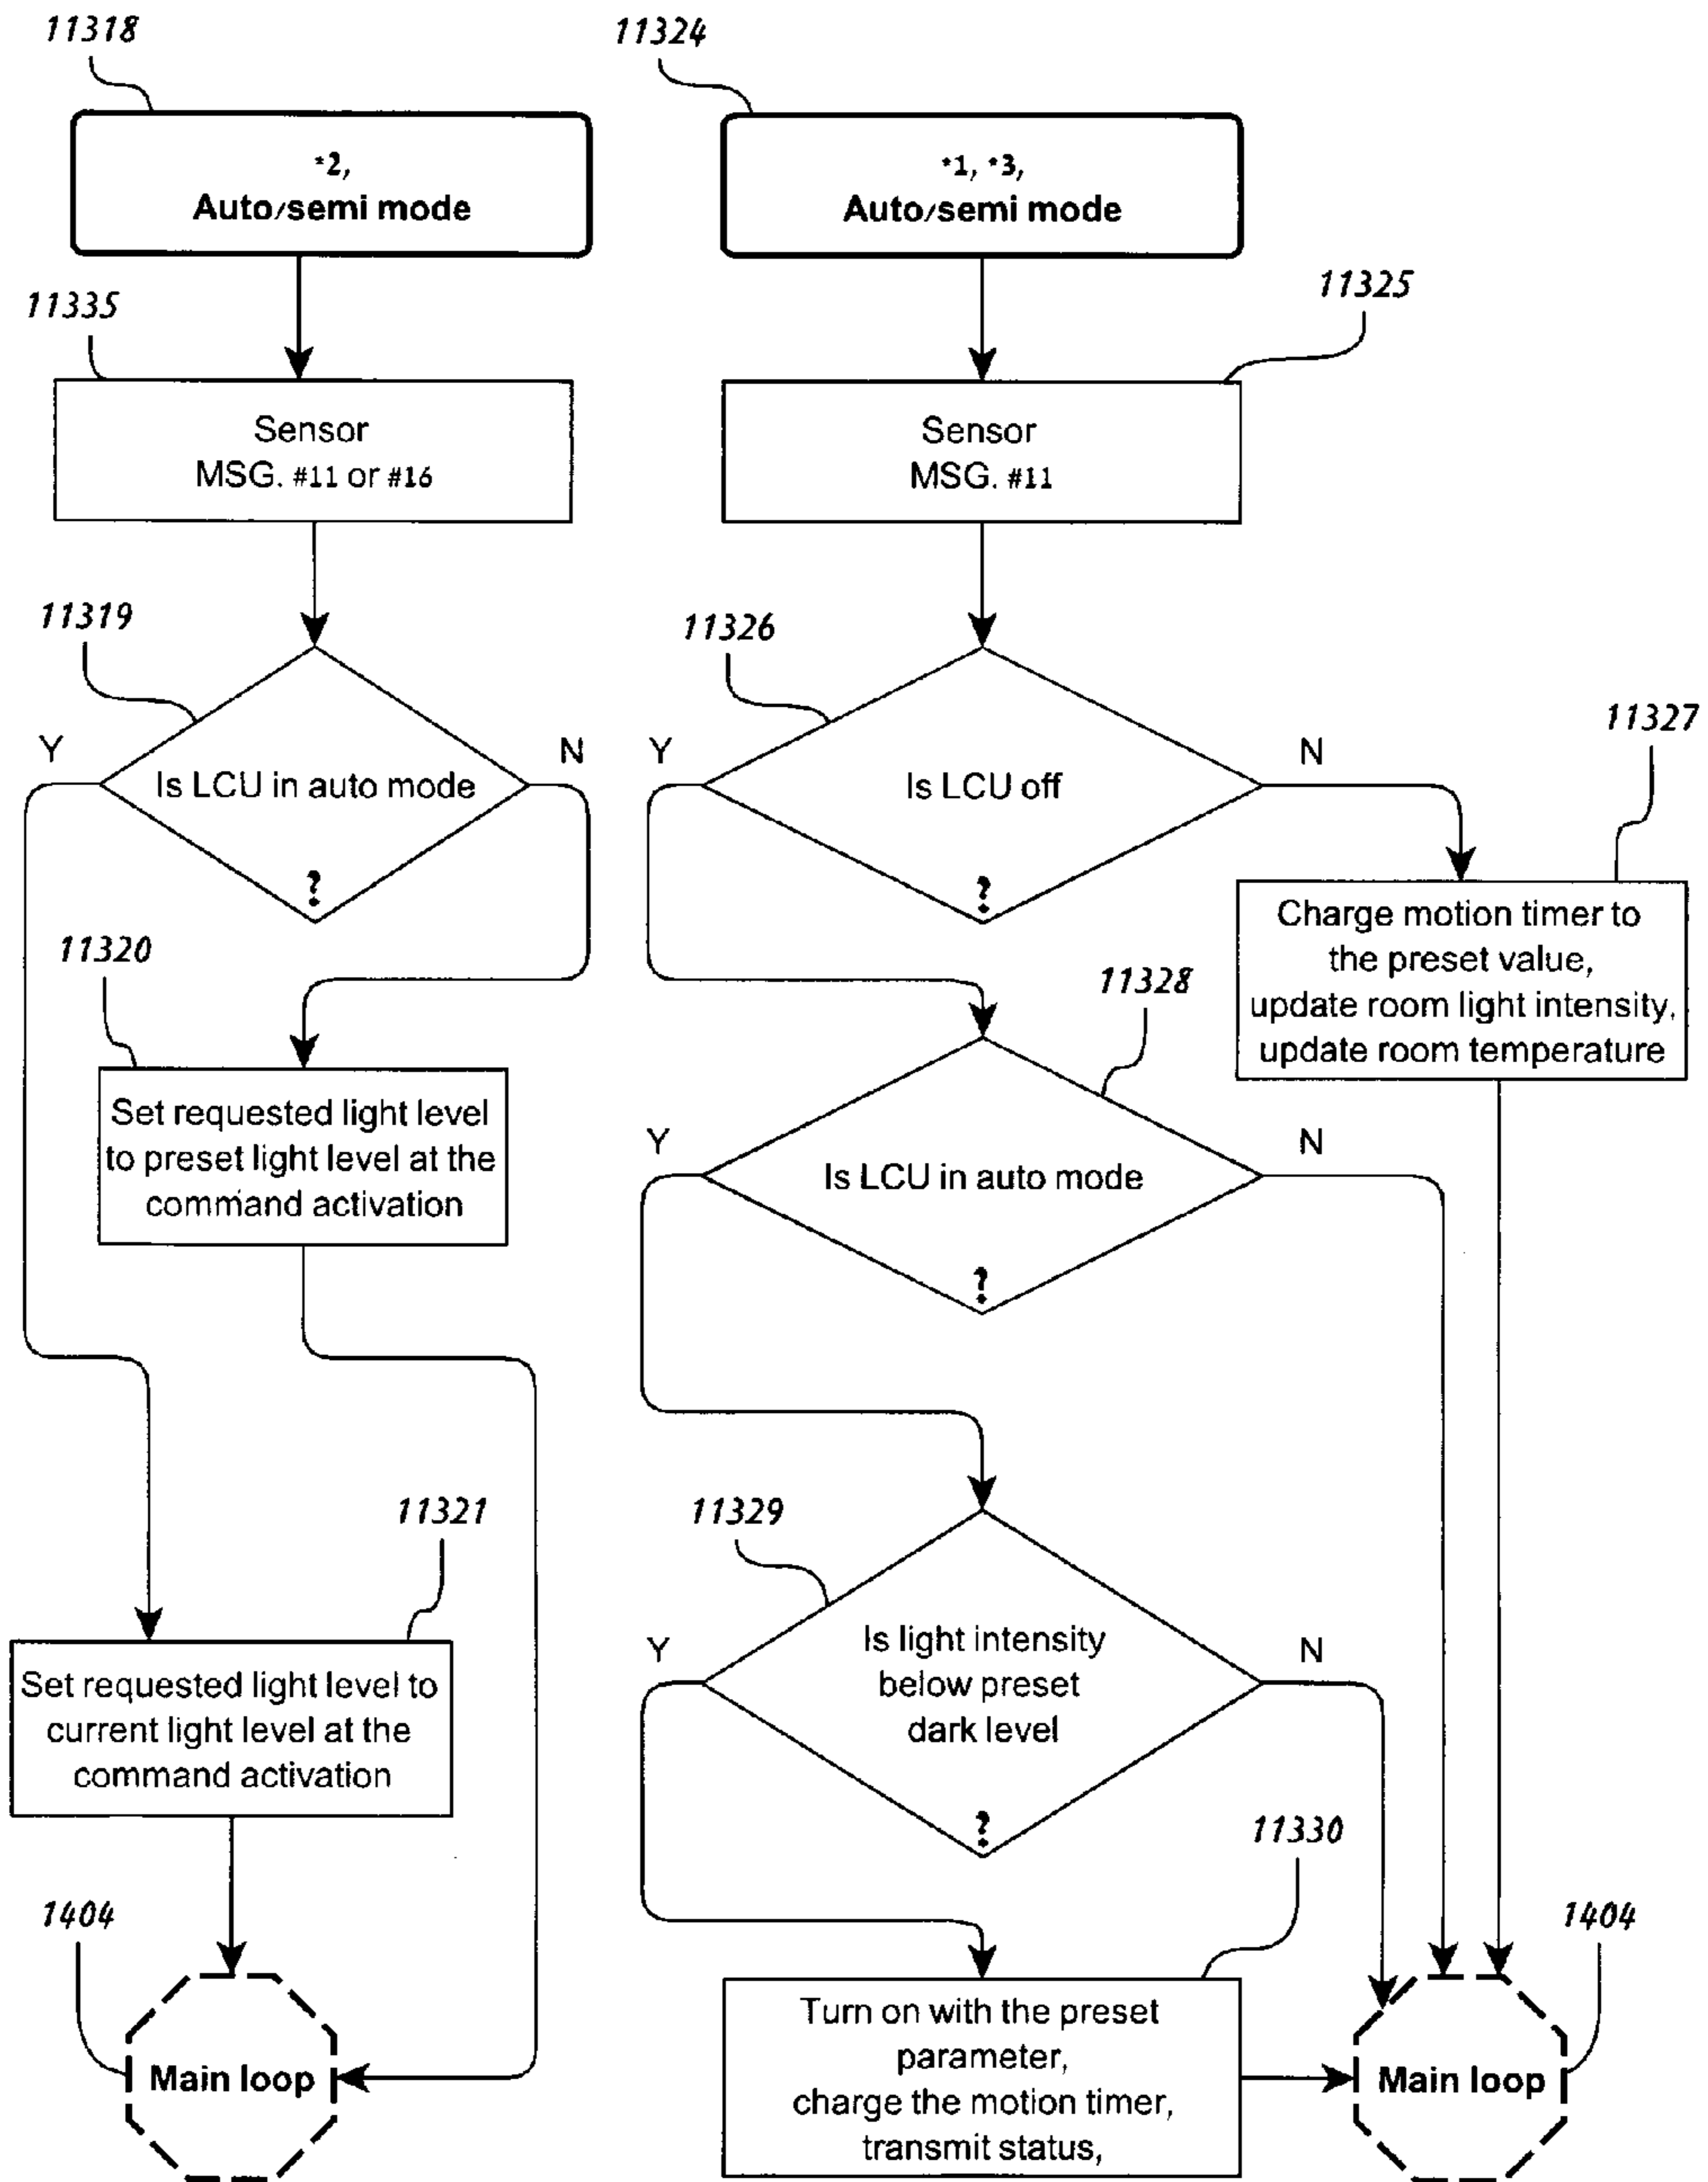 11318
*2,
Auto/semi mode
11335
Sensor
MSG. #11 or #16
11319
Y
N
Is LCU in auto mode
?
11320
Set requested light level
to preset light level at the
command activation
11321
Set requested light level to
current light level at the
command activation
1404
Main loop
11324
*1, *3,
Auto/semi mode
11325
Sensor
MSG. #11
11326
Y
N
Is LCU off
?
11327
Charge motion timer to
the preset value,
update room light intensity,
update room temperature
11328
Y
N
Is LCU in auto mode
?
11329
Y
N
Is light intensity
below preset
dark level
?
11330
Turn on with the preset
parameter,
charge the motion timer,
transmit status,
1404
Main loop